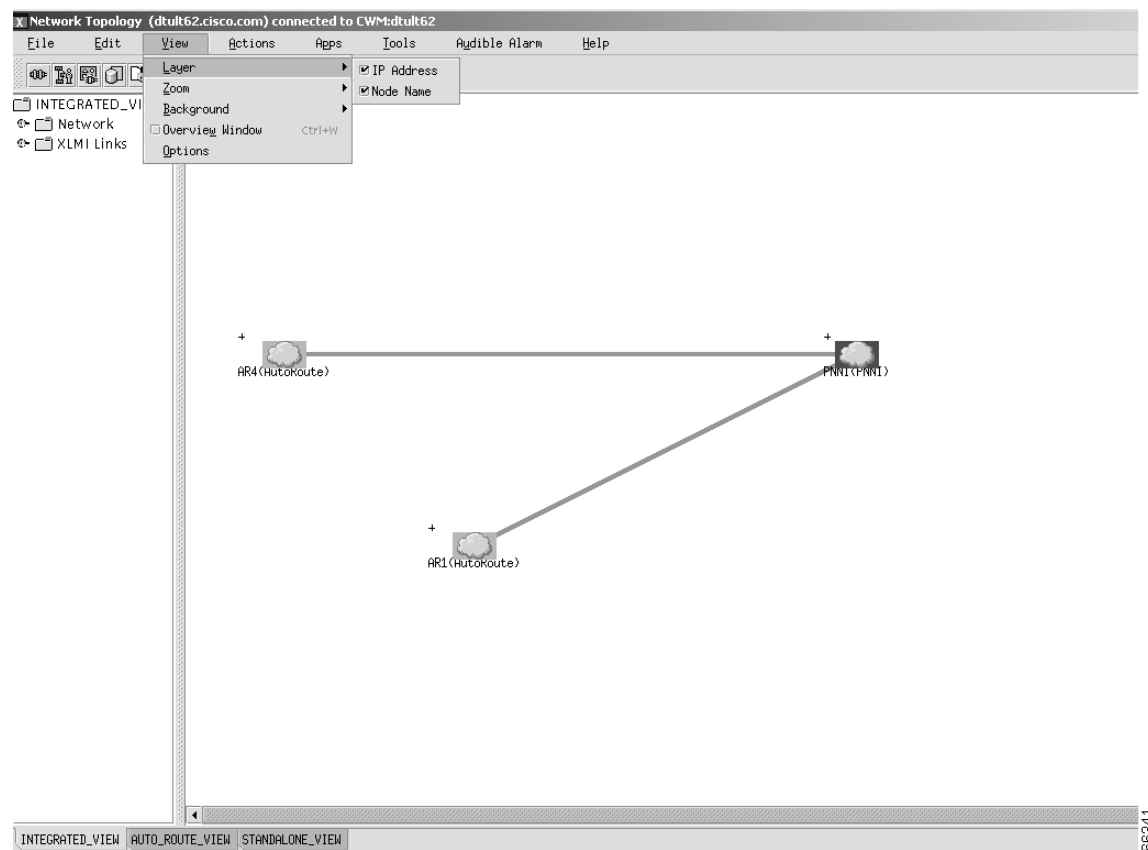 X Network Topology (dtult62.cisco.com) connected to CWM:dtult62
File Edit View Actions Apps Tools Audible Alarm Help
Layer
IP Address
Node Name
Zoom
Background
Overview Window Ctrl+W
Options
INTEGRATED_VI
Network
XLMI Links
+ +
AR4(AutoRoute) PNNI(PNNI)
+
AR1(AutoRoute)
INTEGRATED_VIEW AUTO_ROUTE_VIEW STANDALONE_VIEW
66341